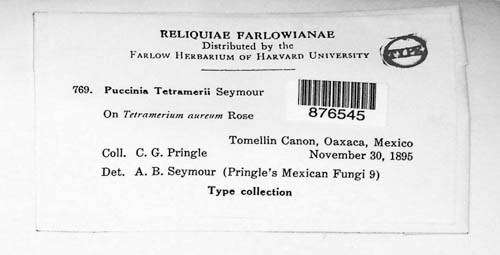 RELIQUIAE FARLOWIANAE
Distributed by the
FARLOW HERBARIUM OF HARVARD UNIVERSITY
TYPE
769. Puccinia Tetramerii Seymour
876545
On Tetramerium aureum Rose
Tomellin Canon, Oaxaca, Mexico
Coll. C. G. Pringle November 30, 1895
Det. A. B. Seymour (Pringle's Mexican Fungi 9)
Type collection